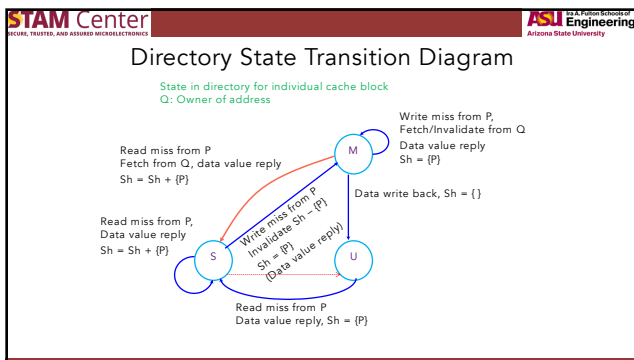 STAM Center
SECURE, TRUSTED, AND ASSURED MICROELECTRONICS
ASU Ira A. Fulton Schools of
Engineering
Arizona State University
Directory State Transition Diagram
State in directory for individual cache block
Q: Owner of address
Write miss from P,
Fetch/Invalidate from Q
Data value reply
Sh = {P}
Read miss from P
Fetch from Q, data value reply
Sh = Sh + {P}
M
Data write back, Sh = { }
Read miss from P,
Data value reply
Sh = Sh + {P}
Write miss from P
Invalidate Sh – {P}
Sh = {P}
(Data value reply)
S
U
Read miss from P
Data value reply, Sh = {P}